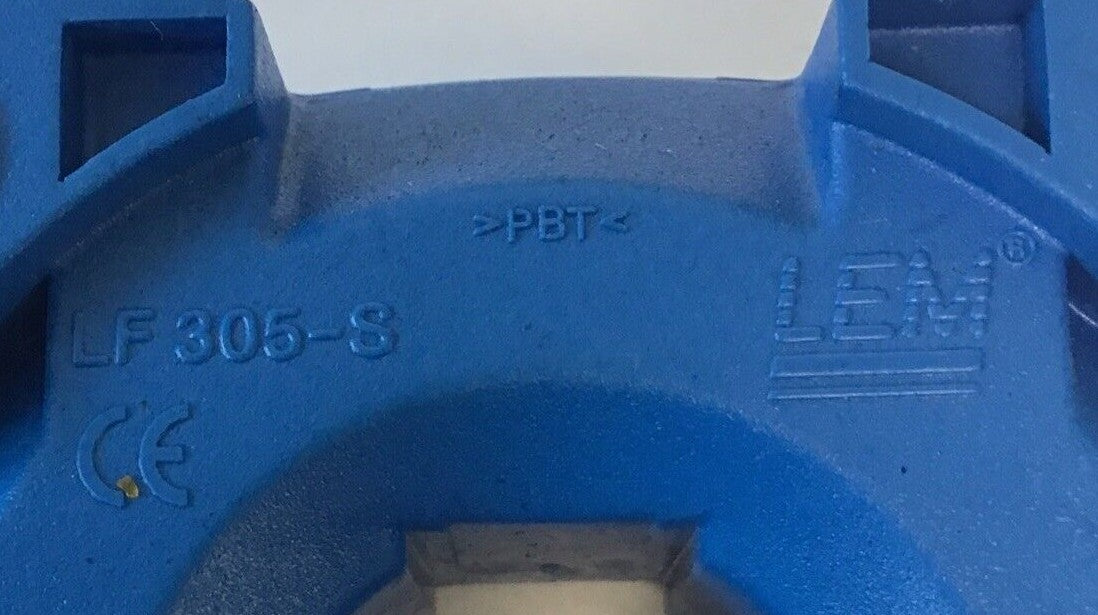 >PBT<
LEM®
LF 305-S
CE